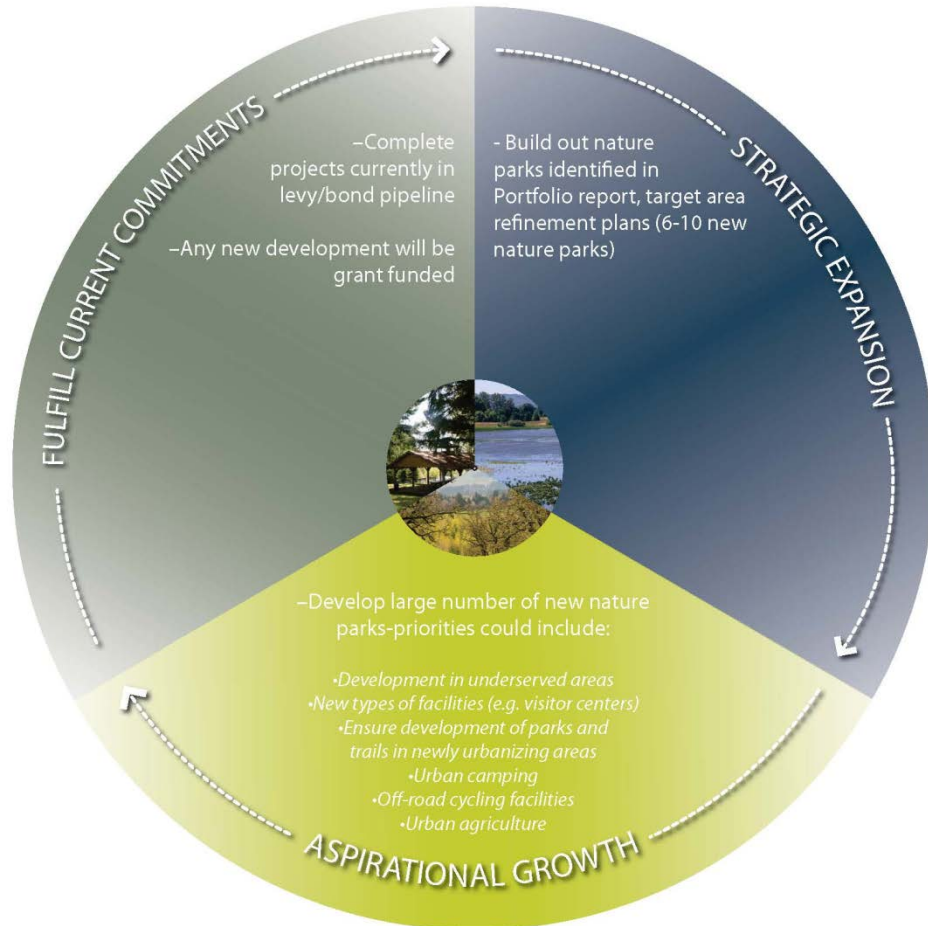 FULFILL CURRENT COMMITMENTS
–Complete
projects currently in
levy/bond pipeline
–Any new development will be
grant funded
STRATEGIC EXPANSION
- Build out nature
parks identified in
Portfolio report, target area
refinement plans (6-10 new
nature parks)
–Develop large number of new nature
parks-priorities could include:
•Development in underserved areas
•New types of facilities (e.g. visitor centers)
•Ensure development of parks and
trails in newly urbanizing areas
•Urban camping
•Off-road cycling facilities
•Urban agriculture
ASPIRATIONAL GROWTH